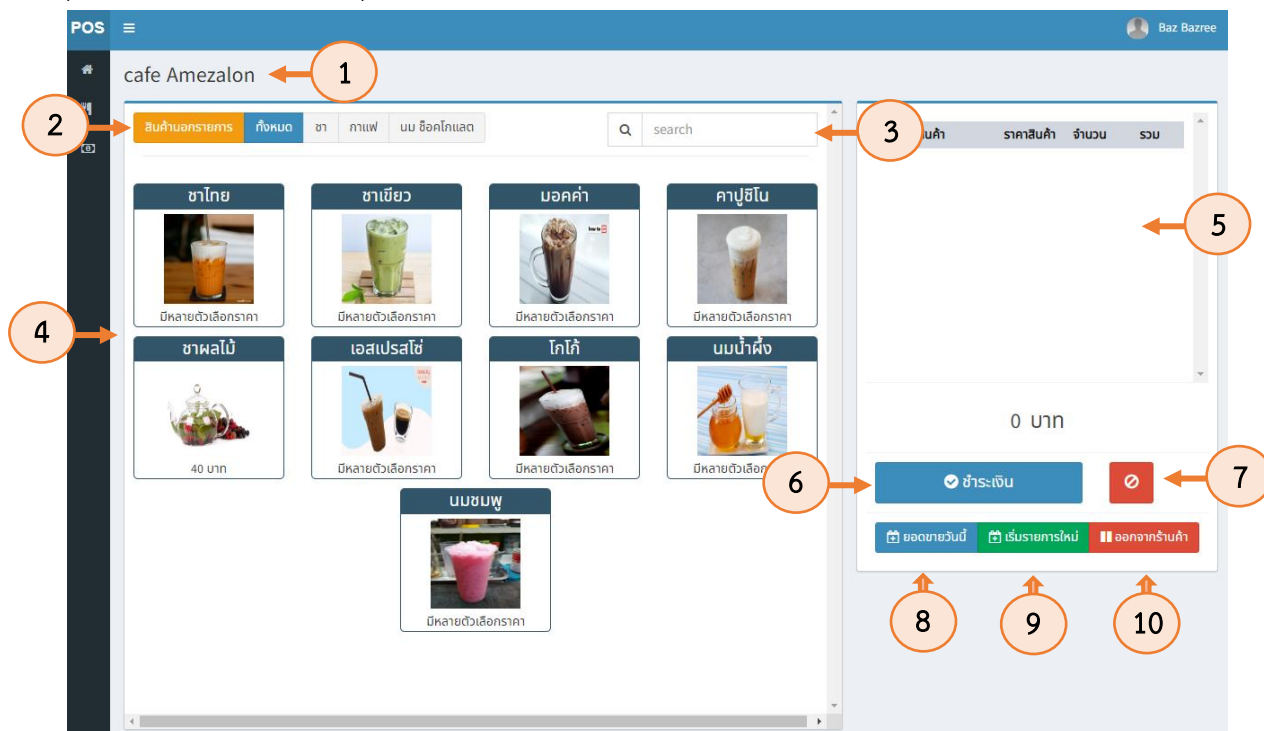 POS
Baz Bazree
cafe Amezalon
1
2
สินค้านอกรายการ ทั้งหมด ชา กาแฟ นม ช็อคโกแลต
search
3
ราคาสินค้า จำนวน รวม
ชาไทย ชาเขียว มอคค่า คาปูชิโน
มีหลายตัวเลือกราคา มีหลายตัวเลือกราคา มีหลายตัวเลือกราคา มีหลายตัวเลือกราคา
5
4
ชาผลไม้ เอสเปรสโซ่ โกโก้ นมน้ำผึ้ง
40 บาท มีหลายตัวเลือกราคา มีหลายตัวเลือกราคา
0 บาท
6
ชำระเงิน
7
นมชมพู
มีหลายตัวเลือกราคา
ยอดขายวันนี้ เริ่มรายการใหม่ ออกจากร้านค้า
8 9 10